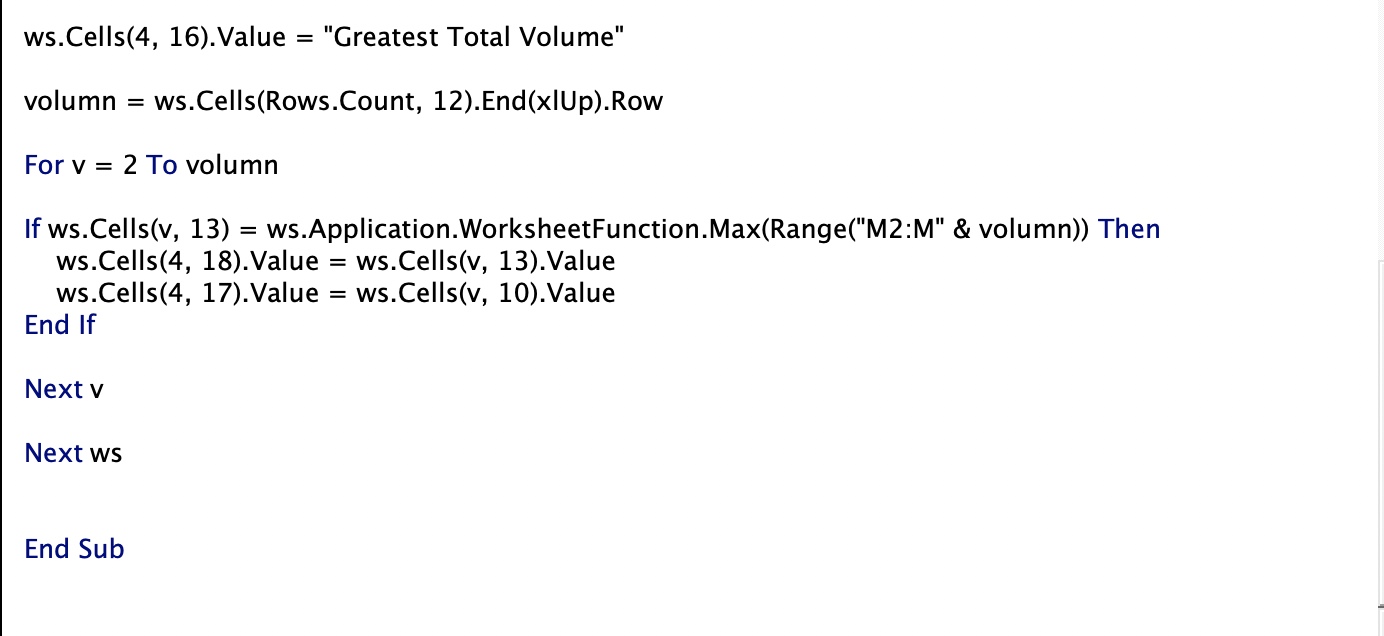 ws.Cells(4, 16).Value = "Greatest Total Volume"
volumn = ws.Cells(Rows.Count, 12).End(xlUp).Row
For v = 2 To volumn
If ws.Cells(v, 13) = ws.Application.WorksheetFunction.Max(Range("M2:M" & volumn)) Then
ws.Cells(4, 18).Value = ws.Cells(v, 13).Value
ws.Cells(4, 17).Value = ws.Cells(v, 10).Value
End If
Next v
Next ws
End Sub